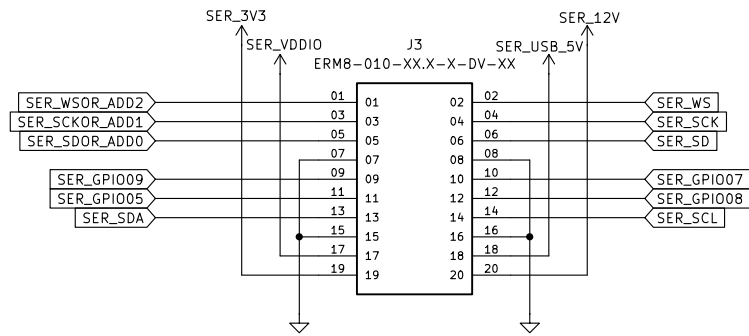 SER_3V3
SER_12V
SER_VDDIO
J3
SER_USB_5V
ERM8-010-XX.X-X-DV-XX
SER_WSOR_ADD2 01 01 02 02 SER_WS
SER_SCKOR_ADD1 03 03 04 04 SER_SCK
SER_SDOR_ADD0 05 05 06 06 SER_SD
07 07 08 08
SER_GPIO09 09 09 10 10 SER_GPIO07
SER_GPIO05 11 11 12 12 SER_GPIO08
SER_SDA 13 13 14 14 SER_SCL
15 15 16 16
17 17 18 18
19 19 20 20